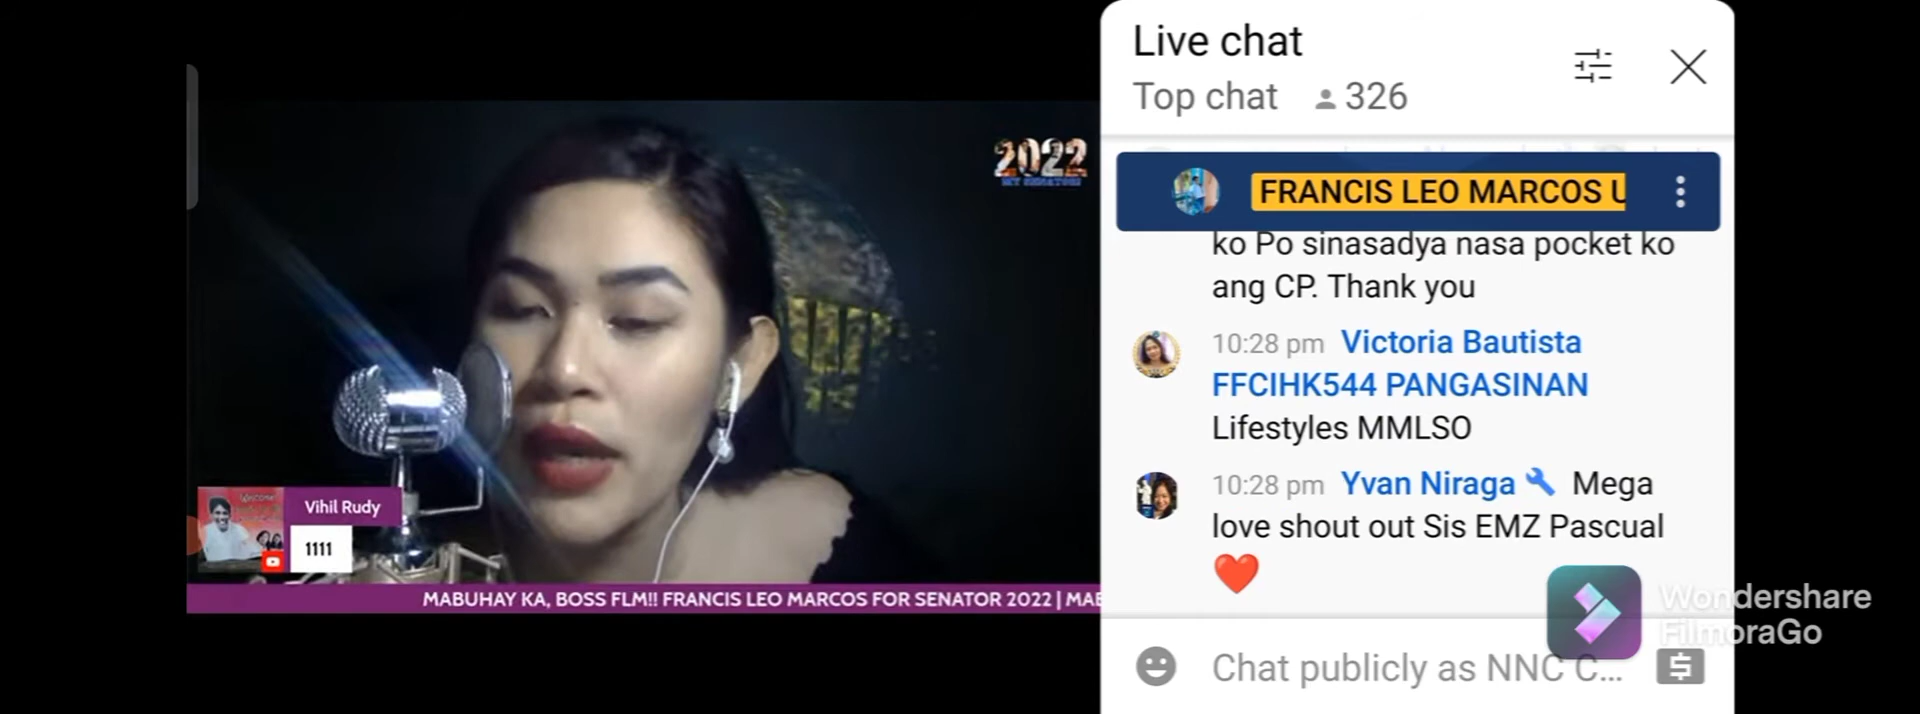 2022
MY SENATOR!
Vihil Rudy
1111
MABUHAY KA, BOSS FLM!! FRANCIS LEO MARCOS FOR SENATOR 2022 | MAB
Live chat
Top chat 326
FRANCIS LEO MARCOS U
ko Po sinasadya nasa pocket ko
ang CP. Thank you
10:28 pm Victoria Bautista
FFCIHK544 PANGASINAN
Lifestyles MMLSO
10:28 pm Yvan Niraga Mega
love shout out Sis EMZ Pascual
❤️
Wondershare
FilmoraGo
Chat publicly as NNC C...